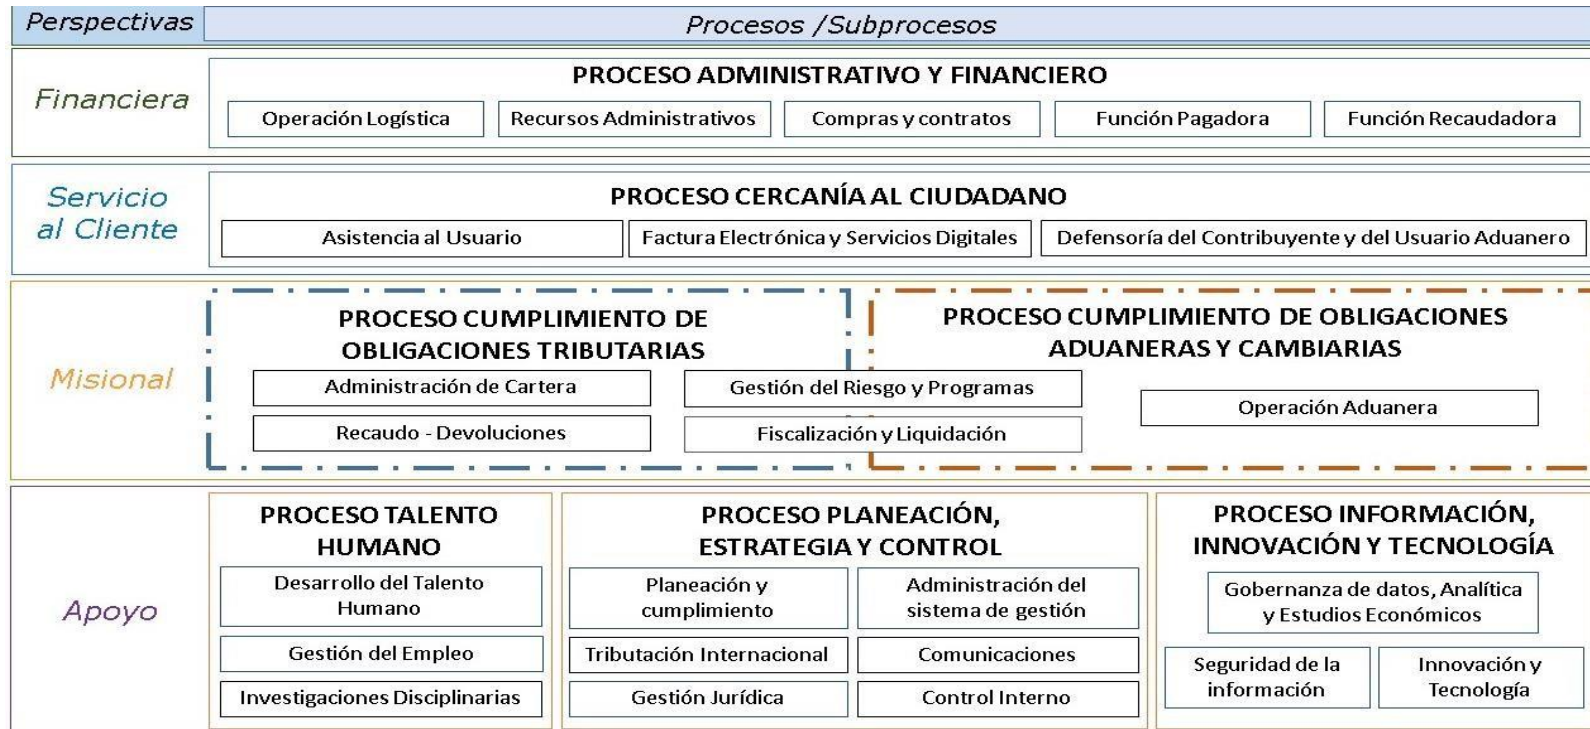 Perspectivas
Procesos /Subprocesos
Financiera
PROCESO ADMINISTRATIVO Y FINANCIERO
Operación Logística
Recursos Administrativos
Compras y contratos
Función Pagadora
Función Recaudadora
Servicio
al Cliente
PROCESO CERCANÍA AL CIUDADANO
Asistencia al Usuario
Factura Electrónica y Servicios Digitales
Defensoría del Contribuyente y del Usuario Aduanero
Misional
PROCESO CUMPLIMIENTO DE
OBLIGACIONES TRIBUTARIAS
Administración de Cartera
Recaudo - Devoluciones
Gestión del Riesgo y Programas
Fiscalización y Liquidación
PROCESO CUMPLIMIENTO DE OBLIGACIONES
ADUANERAS Y CAMBIARIAS
Operación Aduanera
Apoyo
PROCESO TALENTO
HUMANO
Desarrollo del Talento
Humano
Gestión del Empleo
Investigaciones Disciplinarias
PROCESO PLANEACIÓN,
ESTRATEGIA Y CONTROL
Planeación y
cumplimiento
Administración del
sistema de gestión
Tributación Internacional
Comunicaciones
Gestión Jurídica
Control Interno
PROCESO INFORMACIÓN,
INNOVACIÓN Y TECNOLOGÍA
Gobernanza de datos, Analítica
y Estudios Económicos
Seguridad de la
información
Innovación y
Tecnología